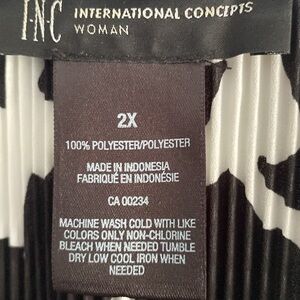 I·N·C INTERNATIONAL CONCEPTS
WOMAN
2X
100% POLYESTER/POLYESTER
MADE IN INDONESIA
FABRIQUÉ EN INDONÉSIE
CA 00234
MACHINE WASH COLD WITH LIKE
COLORS ONLY NON-CHLORINE
BLEACH WHEN NEEDED TUMBLE
DRY LOW COOL IRON WHEN
NEEDED